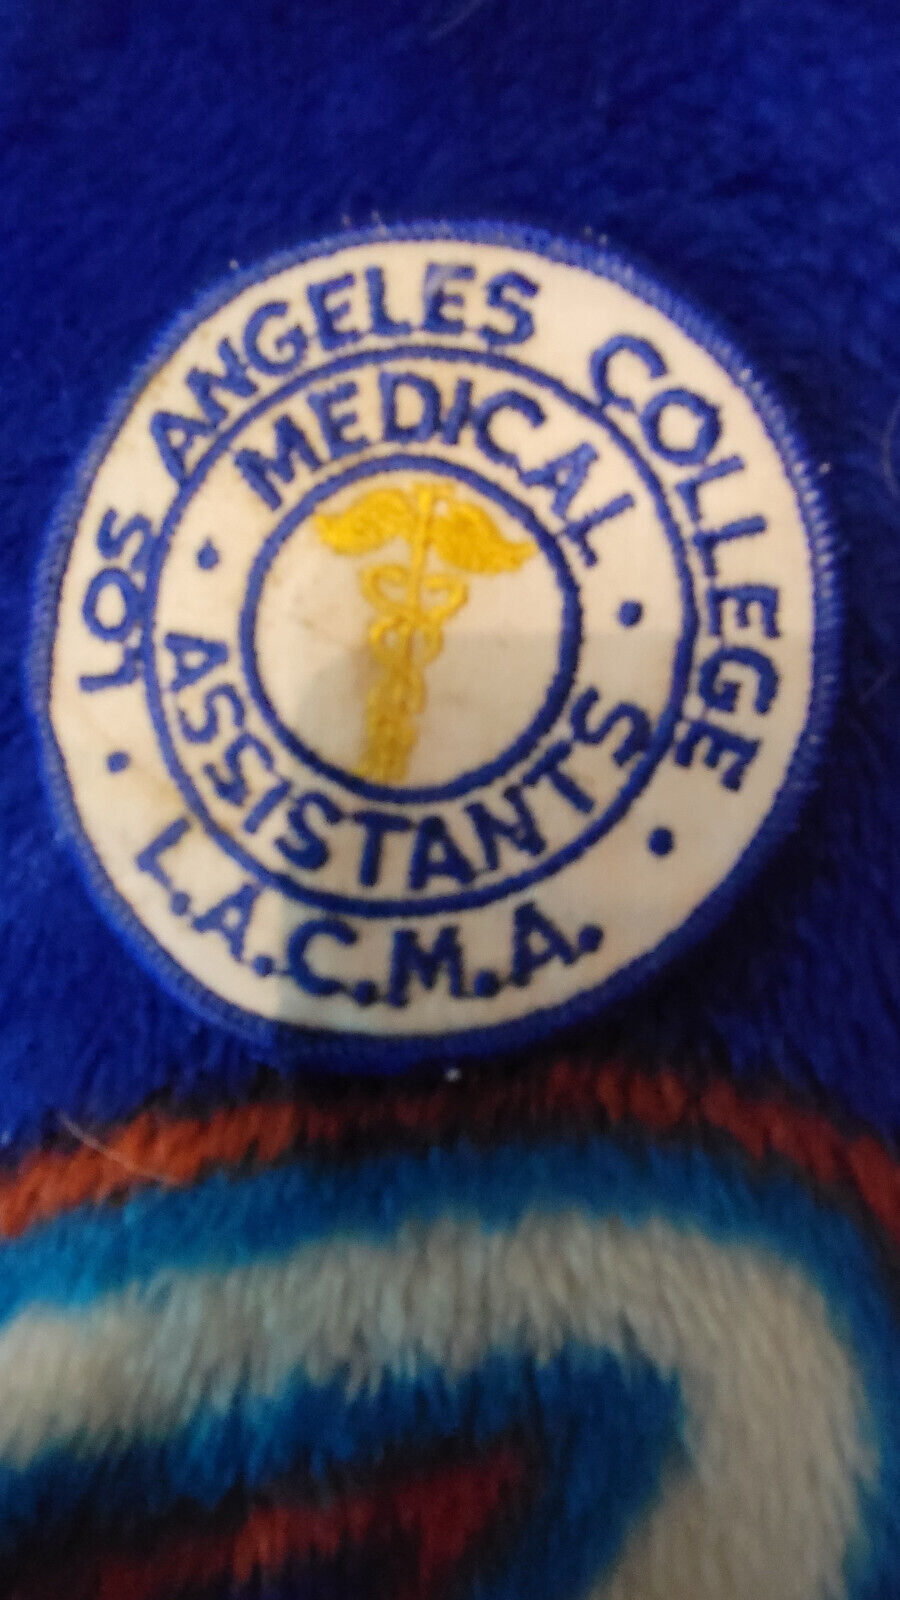 LOS ANGELES COLLEGE
• MEDICAL •
ASSISTANTS
• L.A.C.M.A. •